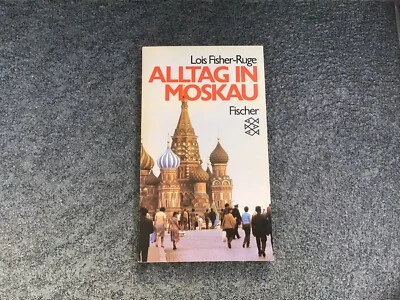 Lois Fisher-Ruge
ALLTAG IN
MOSKAU
Fischer